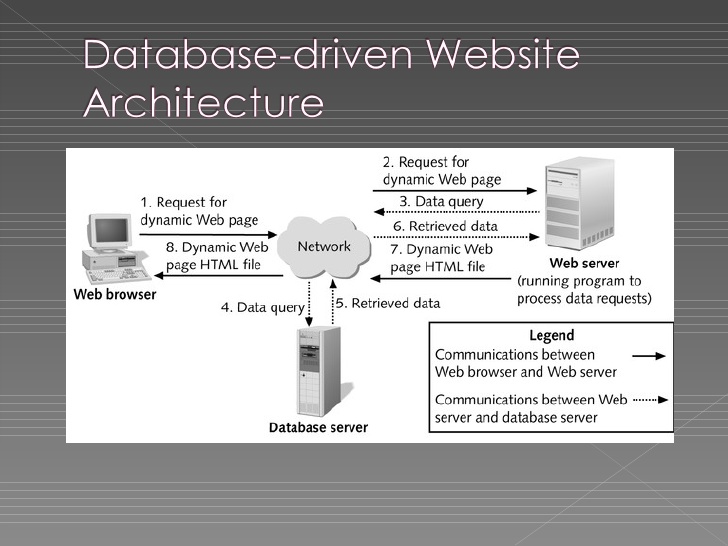 Database-driven Website
Architecture
2. Request for
dynamic Web page
1. Request for
dynamic Web page
3. Data query
6. Retrieved data
Network
8. Dynamic Web
page HTML file
7. Dynamic Web
page HTML file
Web browser
Web server
(running program to
process data requests)
4. Data query
5. Retrieved data
Database server
Legend
Communications between
Web browser and Web server
Communications between Web
server and database server